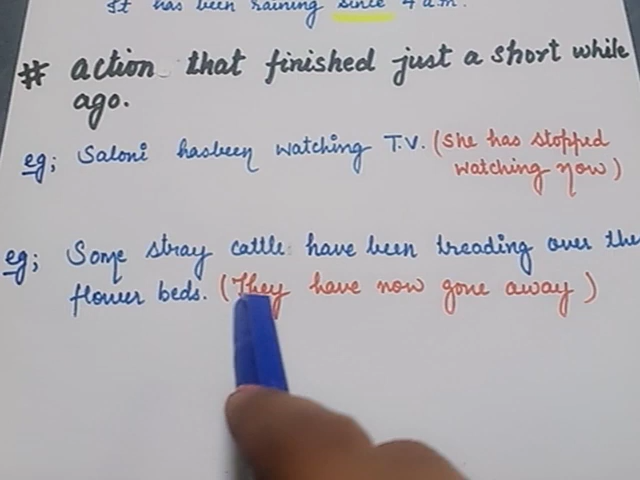 It has been raining since 4 a.m.
# action that finished just a short while
ago.
eg; Saloni hasbeen watching T.V. (She has stopped
watching now)
eg; Some stray cattle have been treading over the
flower beds. (They have now gone away)